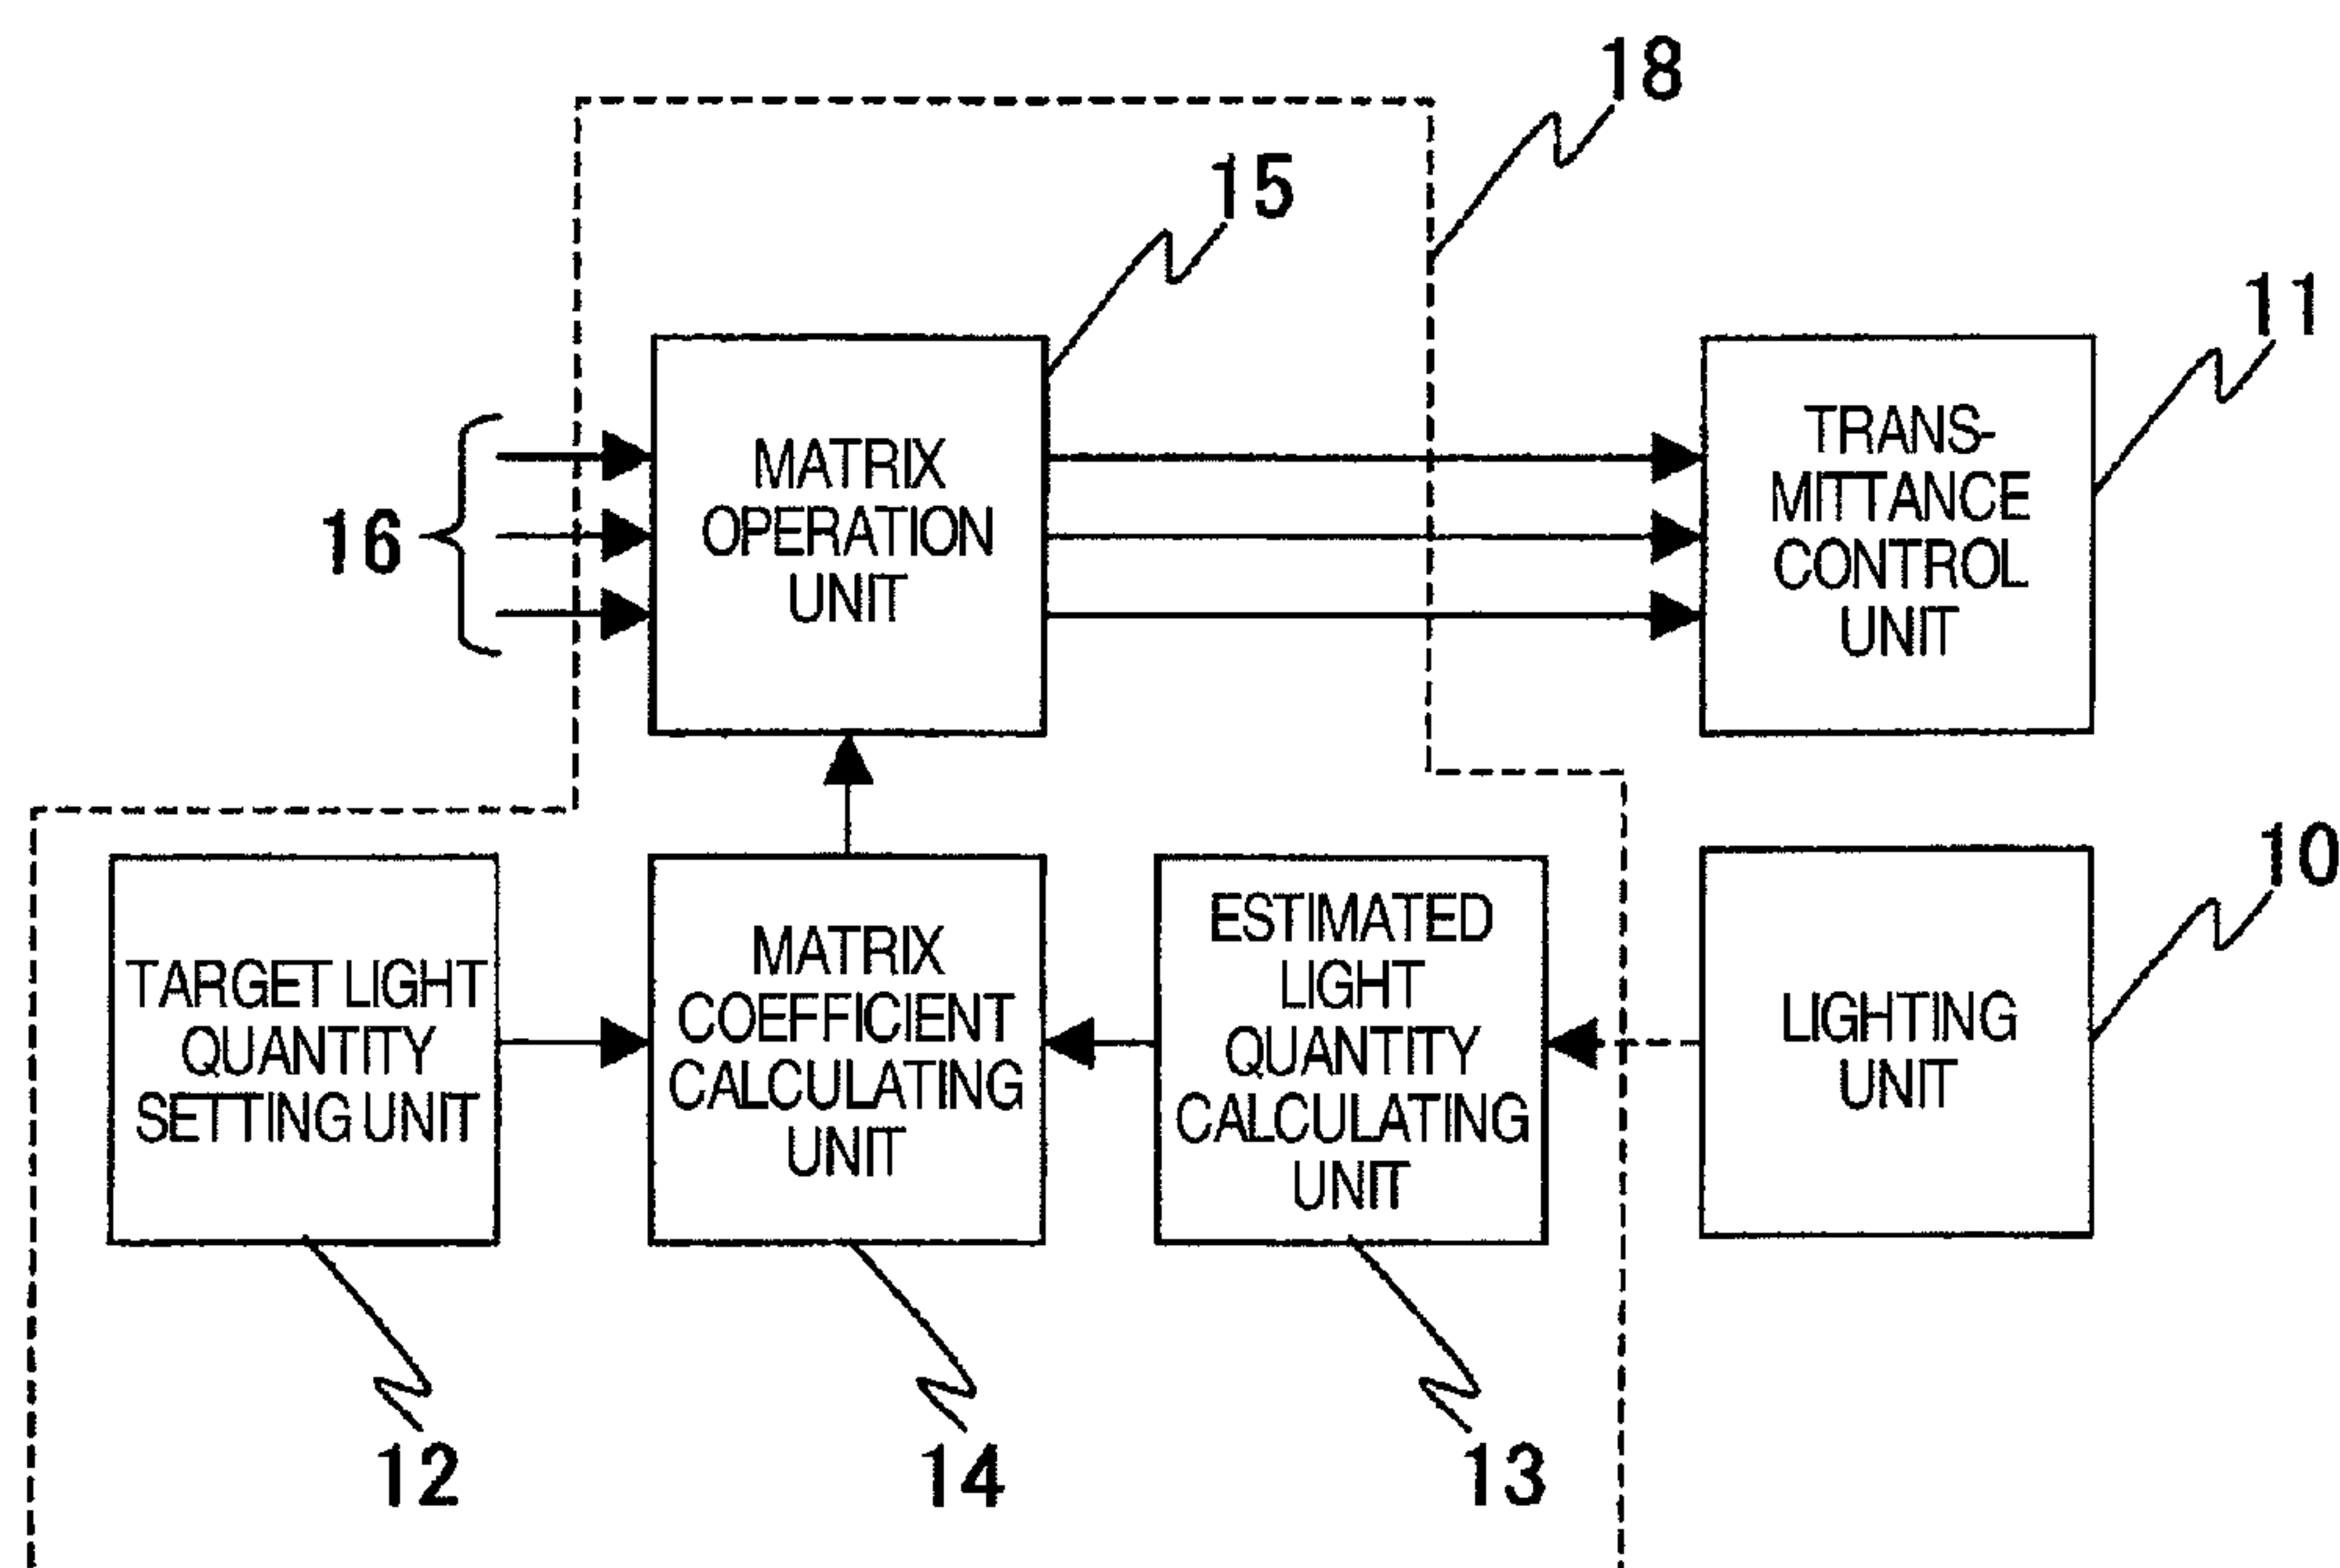 18
15
11
MATRIX
OPERATION
UNIT
TRANS-
MITTANCE
CONTROL
UNIT
16
10
TARGET LIGHT
QUANTITY
SETTING UNIT
MATRIX
COEFFICIENT
CALCULATING
UNIT
ESTIMATED
LIGHT
QUANTITY
CALCULATING
UNIT
LIGHTING
UNIT
12
14
13